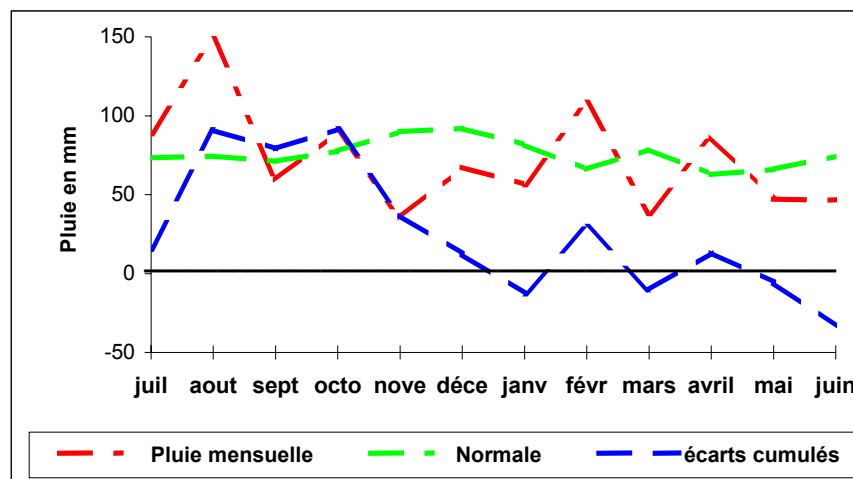 150
100
50
0
-50
Pluie en mm
juil aout sept octo nove déce janv févr mars avril mai juin
Pluie mensuelle Normale écarts cumulés